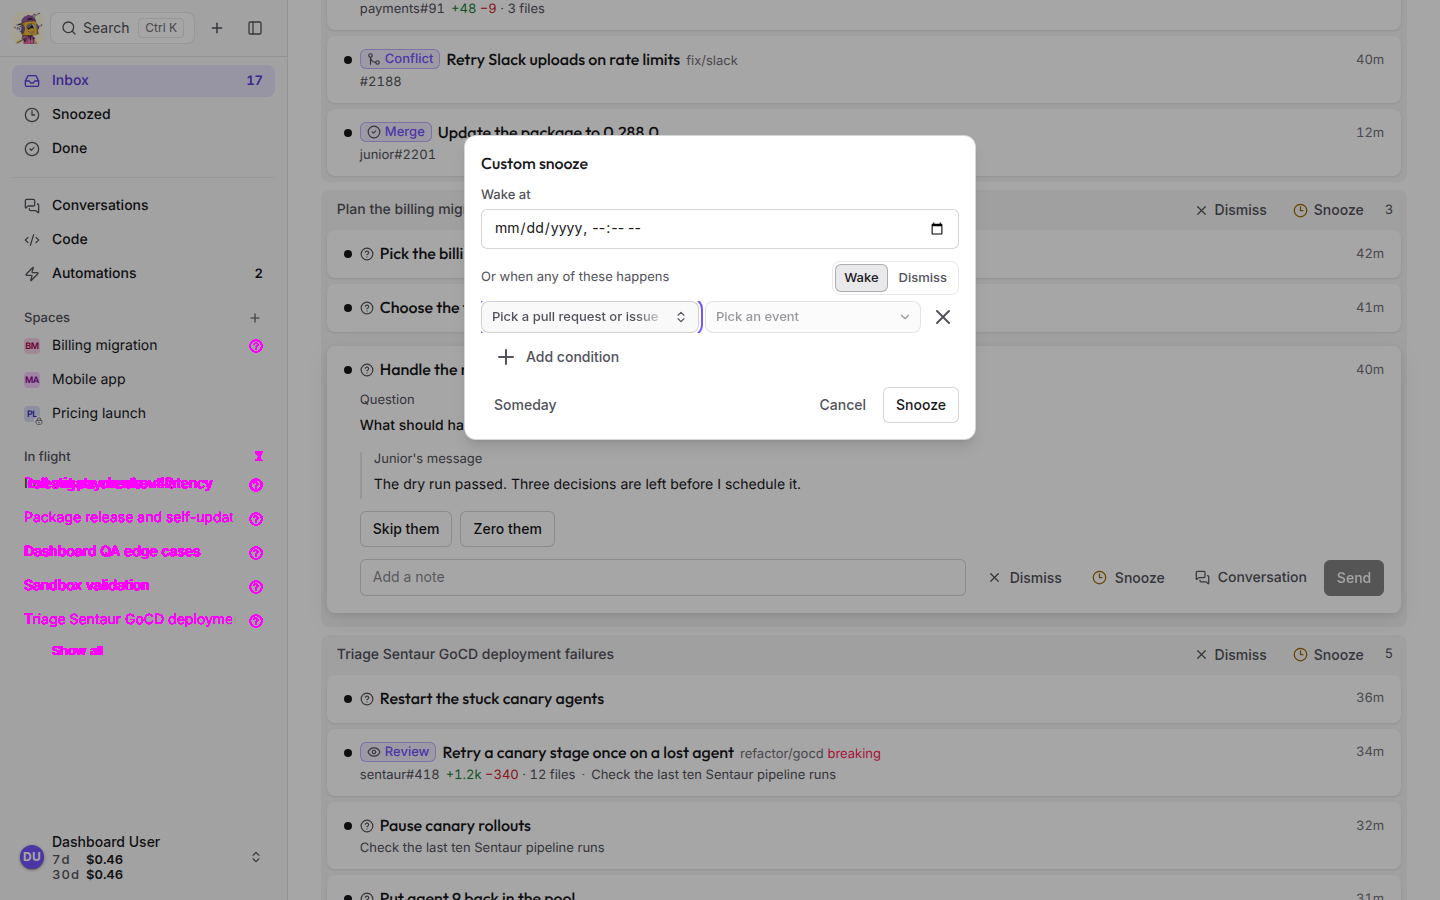 Search Ctrl K
Inbox 17
Snoozed
Done
Conversations
Code
Automations 2
Spaces
BM Billing migration
MA Mobile app
PL Pricing launch
In flight
Package release and self-updat
Dashboard QA edge cases
Sandbox validation
Triage Sentaur GoCD deployme
Show all
DU Dashboard User
7d $0.46
30d $0.46
payments#91 +48 −9 · 3 files
Conflict Retry Slack uploads on rate limits fix/slack 40m
#2188
Merge Update the package to 0.288.0 12m
junior#2201
Plan the billing mig Dismiss Snooze 3
Pick the billi 42m
Choose the 41m
Handle the 40m
Question
What should ha
Junior's message
The dry run passed. Three decisions are left before I schedule it.
Skip them Zero them
Add a note Dismiss Snooze Conversation Send
Triage Sentaur GoCD deployment failures Dismiss Snooze 5
Restart the stuck canary agents 36m
Review Retry a canary stage once on a lost agent refactor/gocd breaking 34m
sentaur#418 +1.2k −340 · 12 files · Check the last ten Sentaur pipeline runs
Pause canary rollouts 32m
Check the last ten Sentaur pipeline runs
Put agent 9 back in the pool 31m
Custom snooze
Wake at
mm/dd/yyyy, --:-- --
Or when any of these happens Wake Dismiss
Pick a pull request or issue Pick an event
Add condition
Someday Cancel Snooze